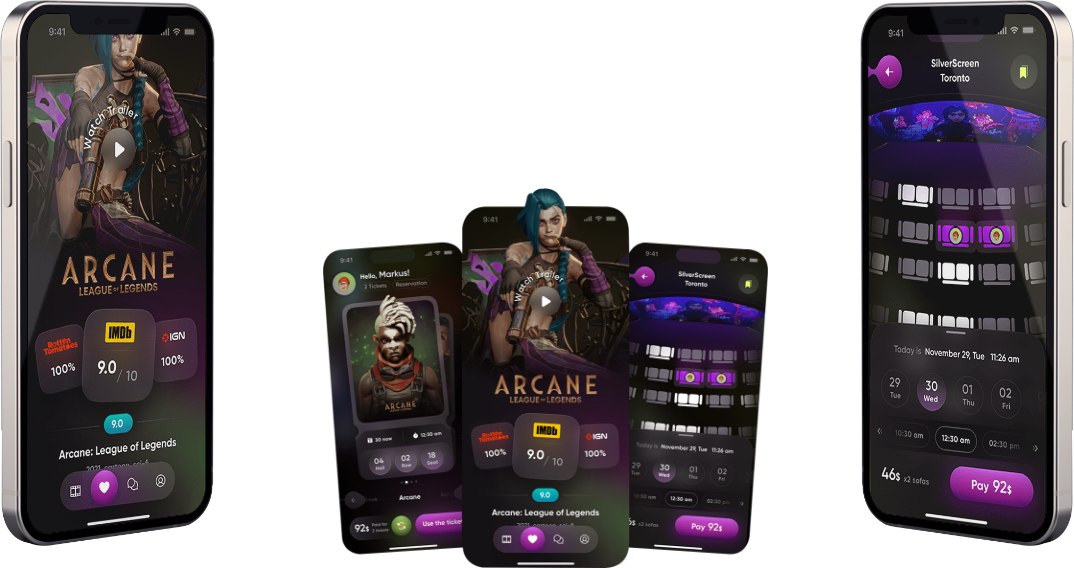 9:41
Watch Trailer
ARCANE
LEAGUE OF LEGENDS
Rotten Tomatoes
100%
IMDb
9.0 / 10
IGN
100%
9.0
Arcane: League of Legends
2021, cartoon, sci-fi
9:41
Hello, Markus!
3 Tickets
Reservation
ARCANE
30 now
12:30 am
04
Hall
02
Row
18
Seat
Arcane
92$
Paid for
2 tickets
Use the ticket
9:41
Watch Trailer
ARCANE
LEAGUE OF LEGENDS
Rotten Tomatoes
100%
IMDb
9.0 / 10
IGN
100%
9.0
Arcane: League of Legends
9:41
SilverScreen
Toronto
Today is November 29, Tue 11:26 am
29
Tue
30
Wed
01
Thu
02
Fri
10:30 am
12:30 am
02:30 pm
x2 sofas
Pay 92$
9:41
SilverScreen
Toronto
Today is November 29, Tue 11:26 am
29
Tue
30
Wed
01
Thu
02
Fri
10:30 am
12:30 am
02:30 pm
46$ x2 sofas
Pay 92$